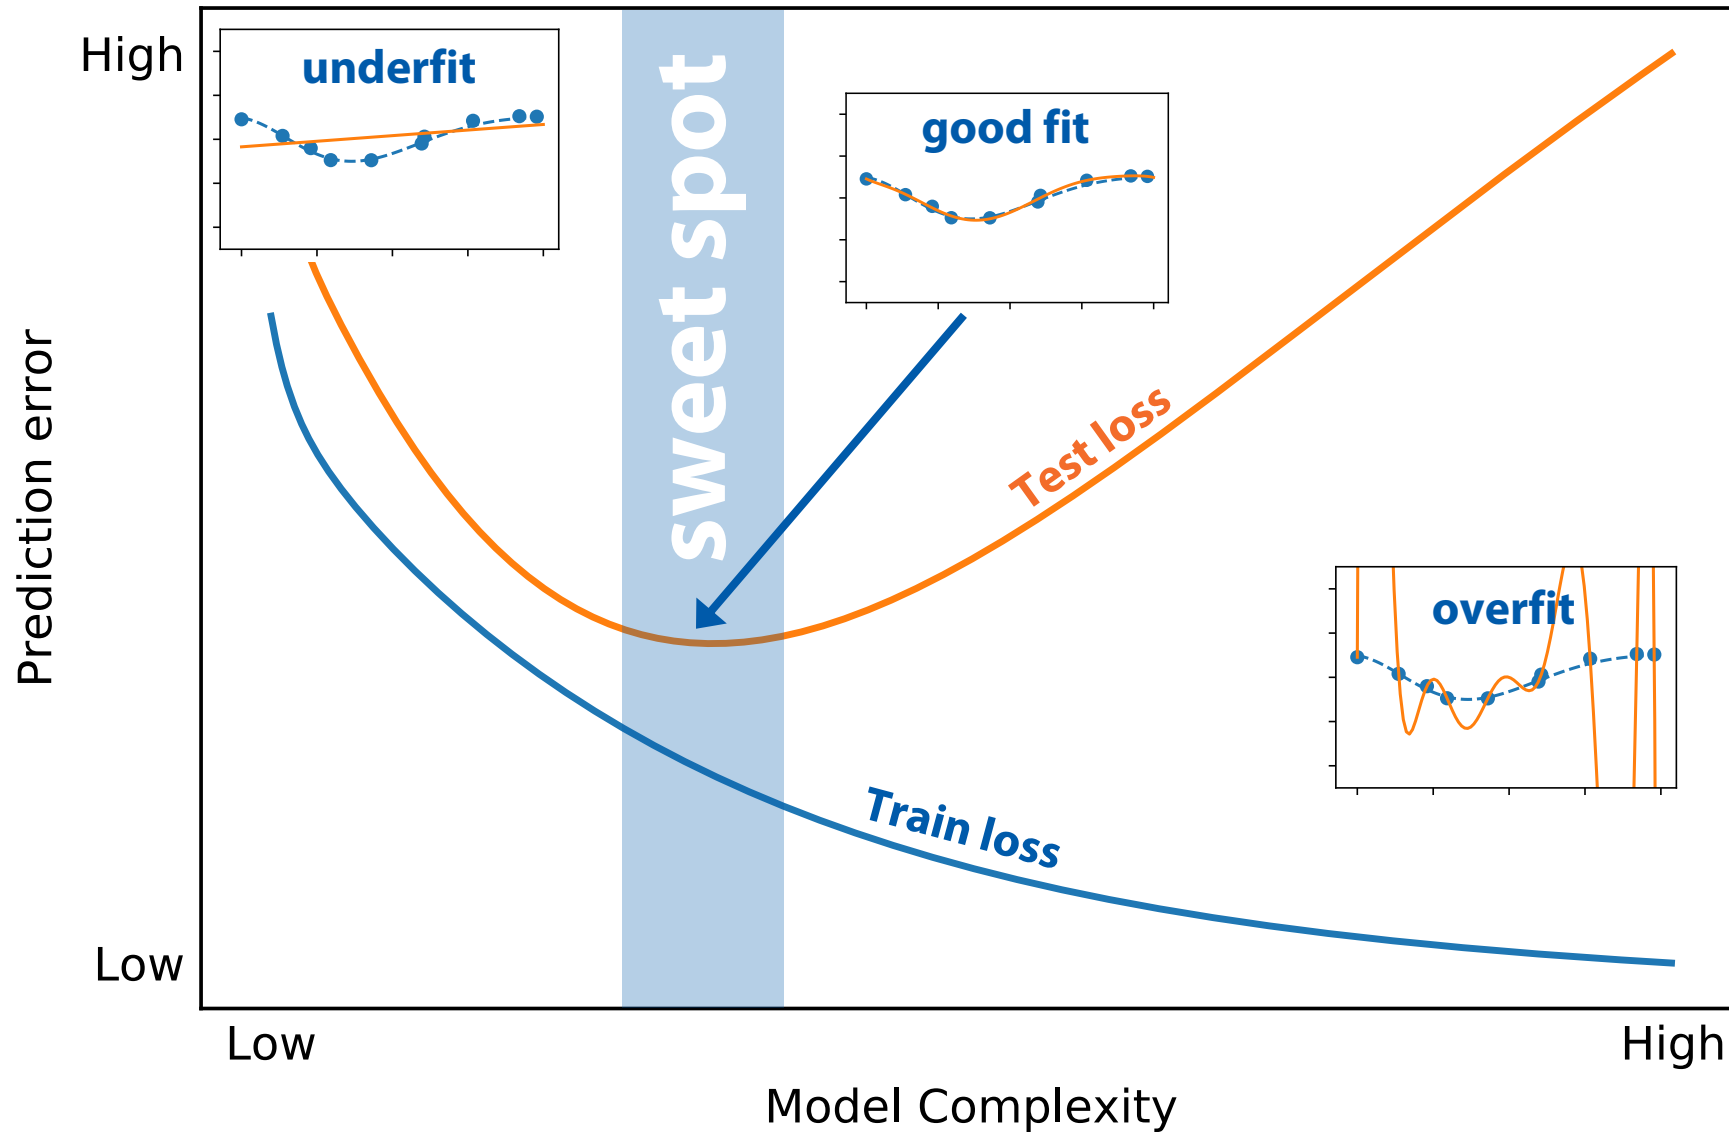 High
underfit
sweet spot
good fit
Prediction error
Test loss
overfit
Train loss
Low
Low
High
Model Complexity